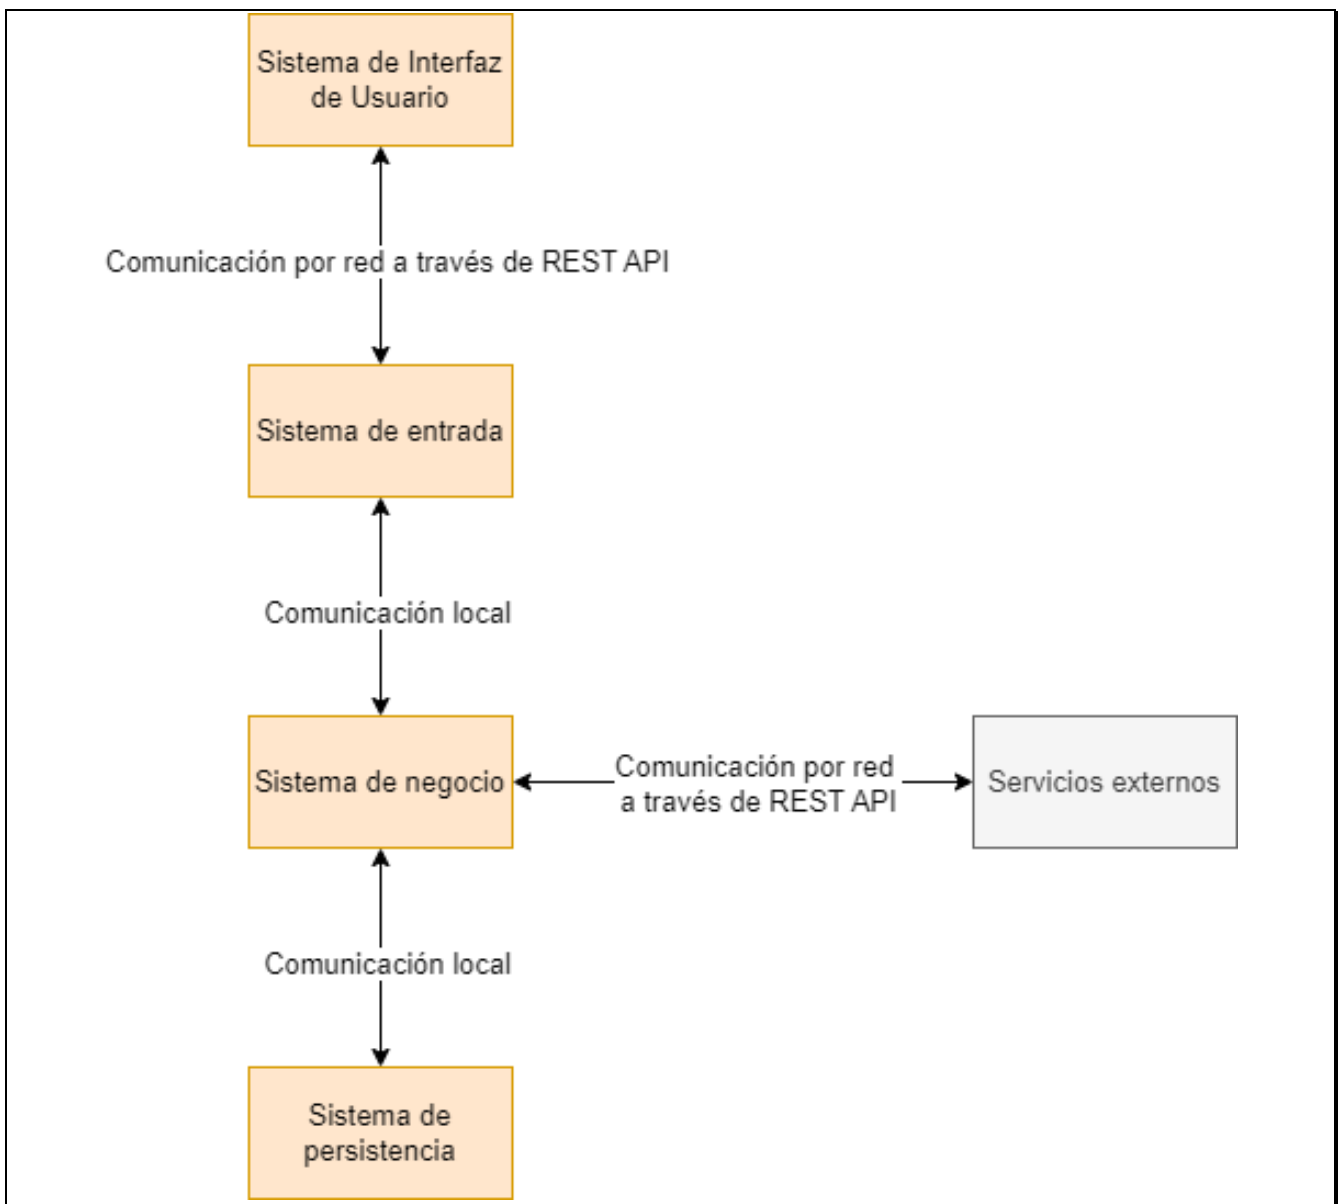 Sistema de Interfaz
de Usuario
Comunicación por red a través de REST API
Sistema de entrada
Comunicación local
Sistema de negocio
Comunicación por red
a través de REST API
Servicios externos
Comunicación local
Sistema de
persistencia